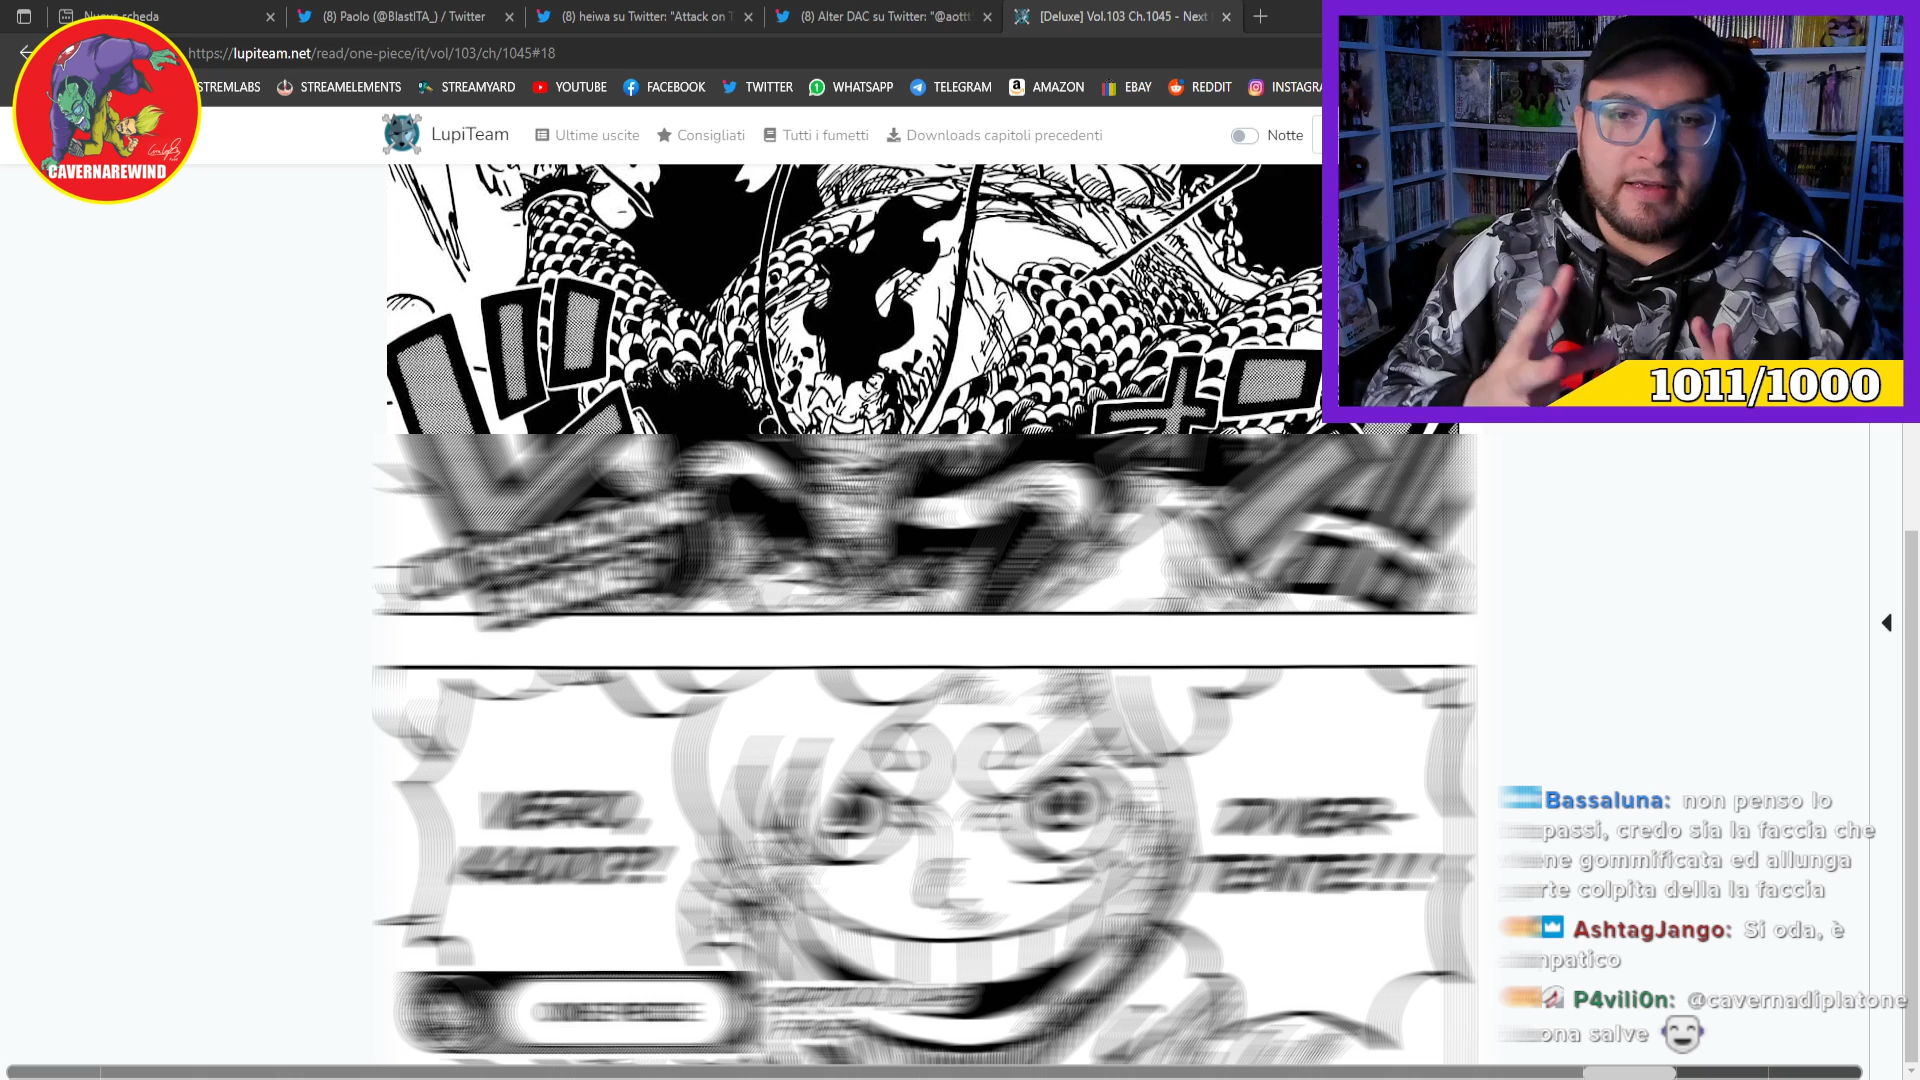 Nuova scheda
(8) Paolo (@BlastITA_) / Twitter
(8) heiwa su Twitter: "Attack on T
(8) Alter DAC su Twitter: "@aott
[Deluxe] Vol.103 Ch.1045 - Next
https://lupiteam.net/read/one-piece/it/vol/103/ch/1045#18
STREMLABS
STREAMELEMENTS
STREAMYARD
YOUTUBE
FACEBOOK
TWITTER
WHATSAPP
TELEGRAM
AMAZON
EBAY
REDDIT
INSTAGRA
CAVERNAREWIND
LupiTeam
Ultime uscite
Consigliati
Tutti i fumetti
Downloads capitoli precedenti
Notte
1011/1000
Bassaluna: non penso lo
passi, credo sia la faccia che
ne gommificata ed allunga
rte colpita della la faccia
AshtagJango: Si oda, è
npatico
P4vili0n: @cavernadiplatone
ona salve